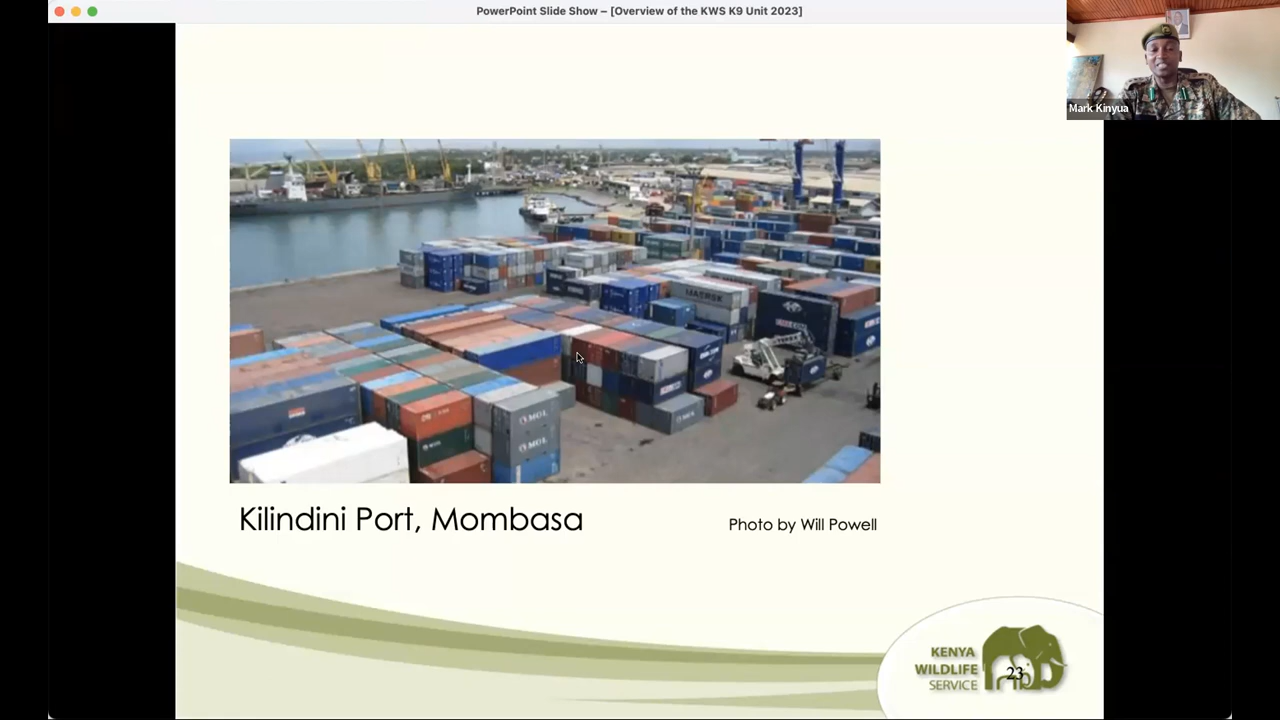 PowerPoint Slide Show – [Overview of the KWS K9 Unit 2023]
Mark Kinyua
MAERSK
MOL
MOL
MOL
Kilindini Port, Mombasa
Photo by Will Powell
KENYA
WILDLIFE
SERVICE
23